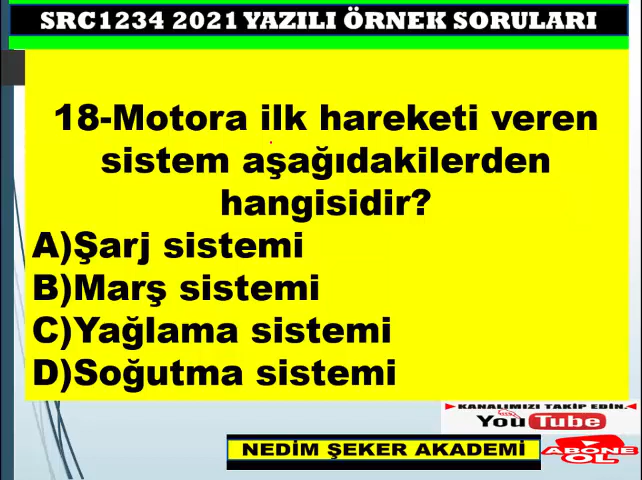 SRC1234 2021 YAZILI ÖRNEK SORULARI
18-Motora ilk hareketi veren
sistem aşağıdakilerden
hangisidir?
A)Şarj sistemi
B)Marş sistemi
C)Yağlama sistemi
D)Soğutma sistemi
KANALIMIZI TAKİP EDİN.
YouTube
NEDİM ŞEKER AKADEMİ
ABONE
OL